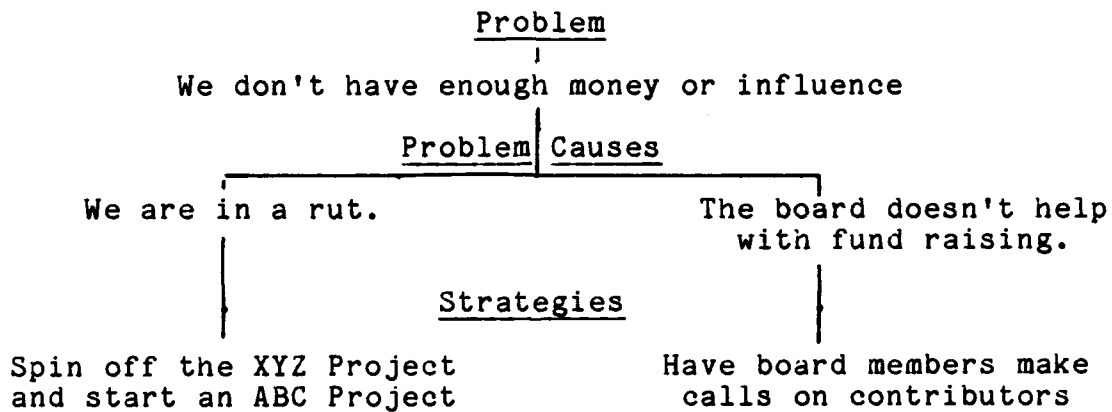 Problem
We don't have enough money or influence
Problem Causes
We are in a rut.
The board doesn't help
with fund raising.
Strategies
Spin off the XYZ Project
and start an ABC Project
Have board members make
calls on contributors